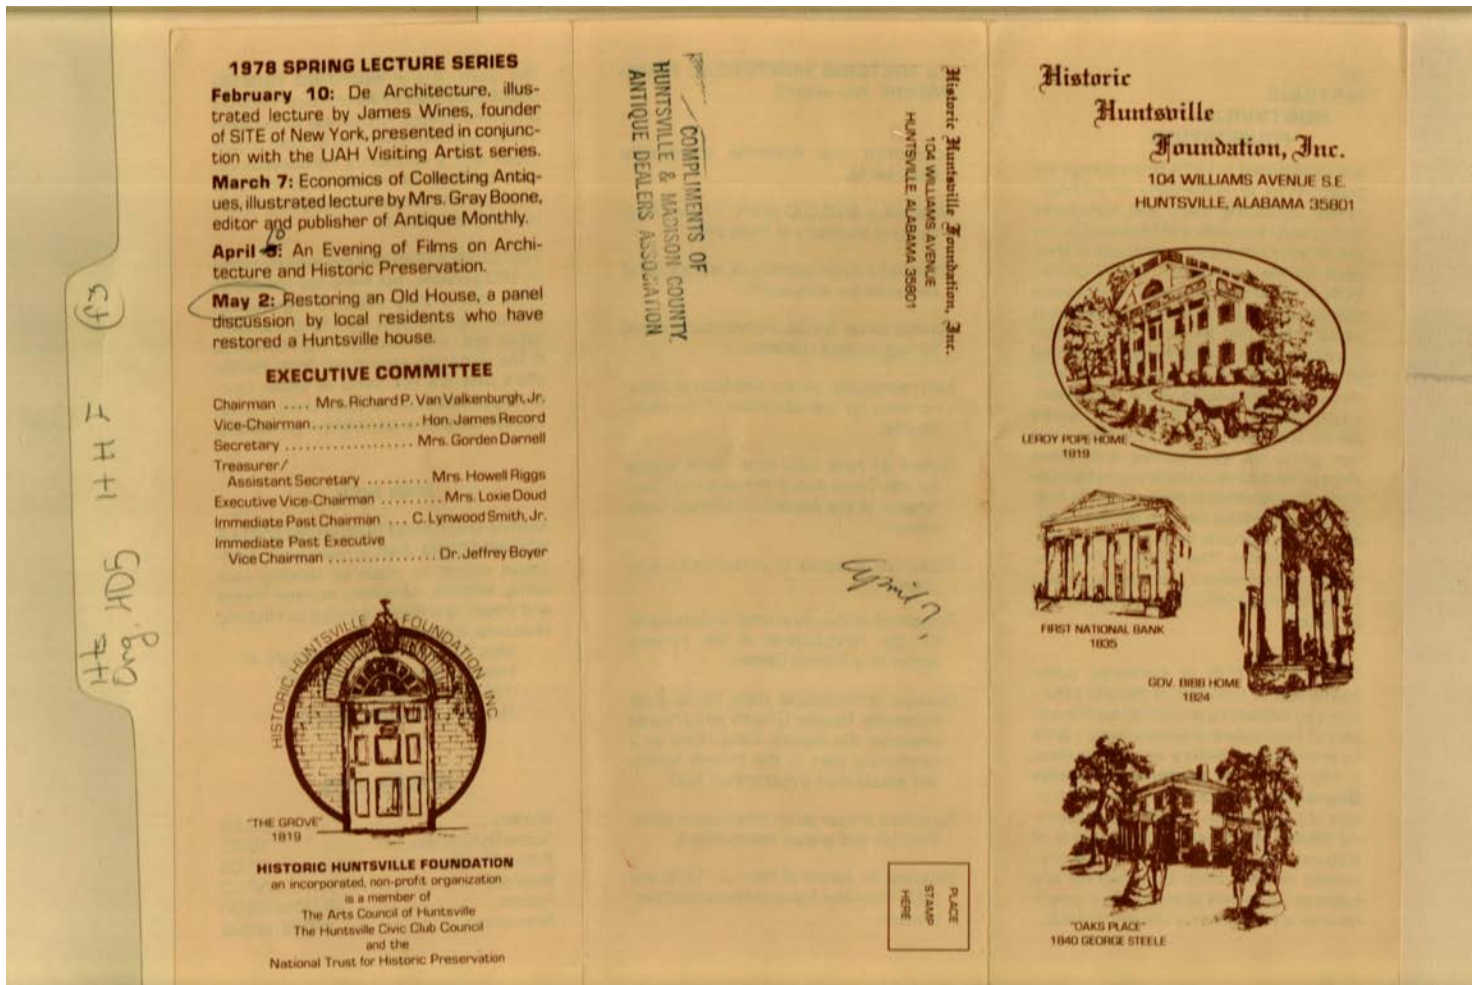 1978 SPRING LECTURE SERIES
February 10: De Architecture, illus-
trated lecture by James Wines, founder
of SITE of New York, presented in conjunc-
tion with the UAH Visiting Artist series.
March 7: Economics of Collecting Antiq-
ues, illustrated lecture by Mrs. Gray Boone,
editor and publisher of Antique Monthly.
April : An Evening of Films on Archi-
tecture and Historic Preservation.
May 2: Restoring an Old House, a panel
discussion by local residents who have
restored a Huntsville house.
EXECUTIVE COMMITTEE
Chairman .... Mrs. Richard P. Van Valkenburgh, Jr.
Vice-Chairman................Hon. James Record
Secretary ................... Mrs. Gorden Darnell
Treasurer/
Assistant Secretary ......... Mrs. Howell Riggs
Executive Vice-Chairman ......... Mrs. Loxie Doud
Immediate Past Chairman ... C. Lynwood Smith, Jr.
Immediate Past Executive
Vice Chairman ................ Dr. Jeffrey Boyer
HISTORIC HUNTSVILLE FOUNDATION INC
"THE GROVE"
1819
HISTORIC HUNTSVILLE FOUNDATION
an incorporated, non-profit organization
is a member of
The Arts Council of Huntsville
The Huntsville Civic Club Council
and the
National Trust for Historic Preservation
COMPLIMENTS OF
HUNTSVILLE & MADISON COUNTY
ANTIQUE DEALERS ASSOCIATION
Historic Huntsville Foundation, Inc.
104 WILLIAMS AVENUE
HUNTSVILLE, ALABAMA 35801
April 7,
PLACE
STAMP
HERE
Historic
Huntsville
Foundation, Inc.
104 WILLIAMS AVENUE S.E.
HUNTSVILLE, ALABAMA 35801
LEROY POPE HOME
1819
FIRST NATIONAL BANK
1835
GOV. BIBB HOME
1824
"OAKS PLACE"
1840 GEORGE STEELE
Hts
Org. HD5 HHF f3